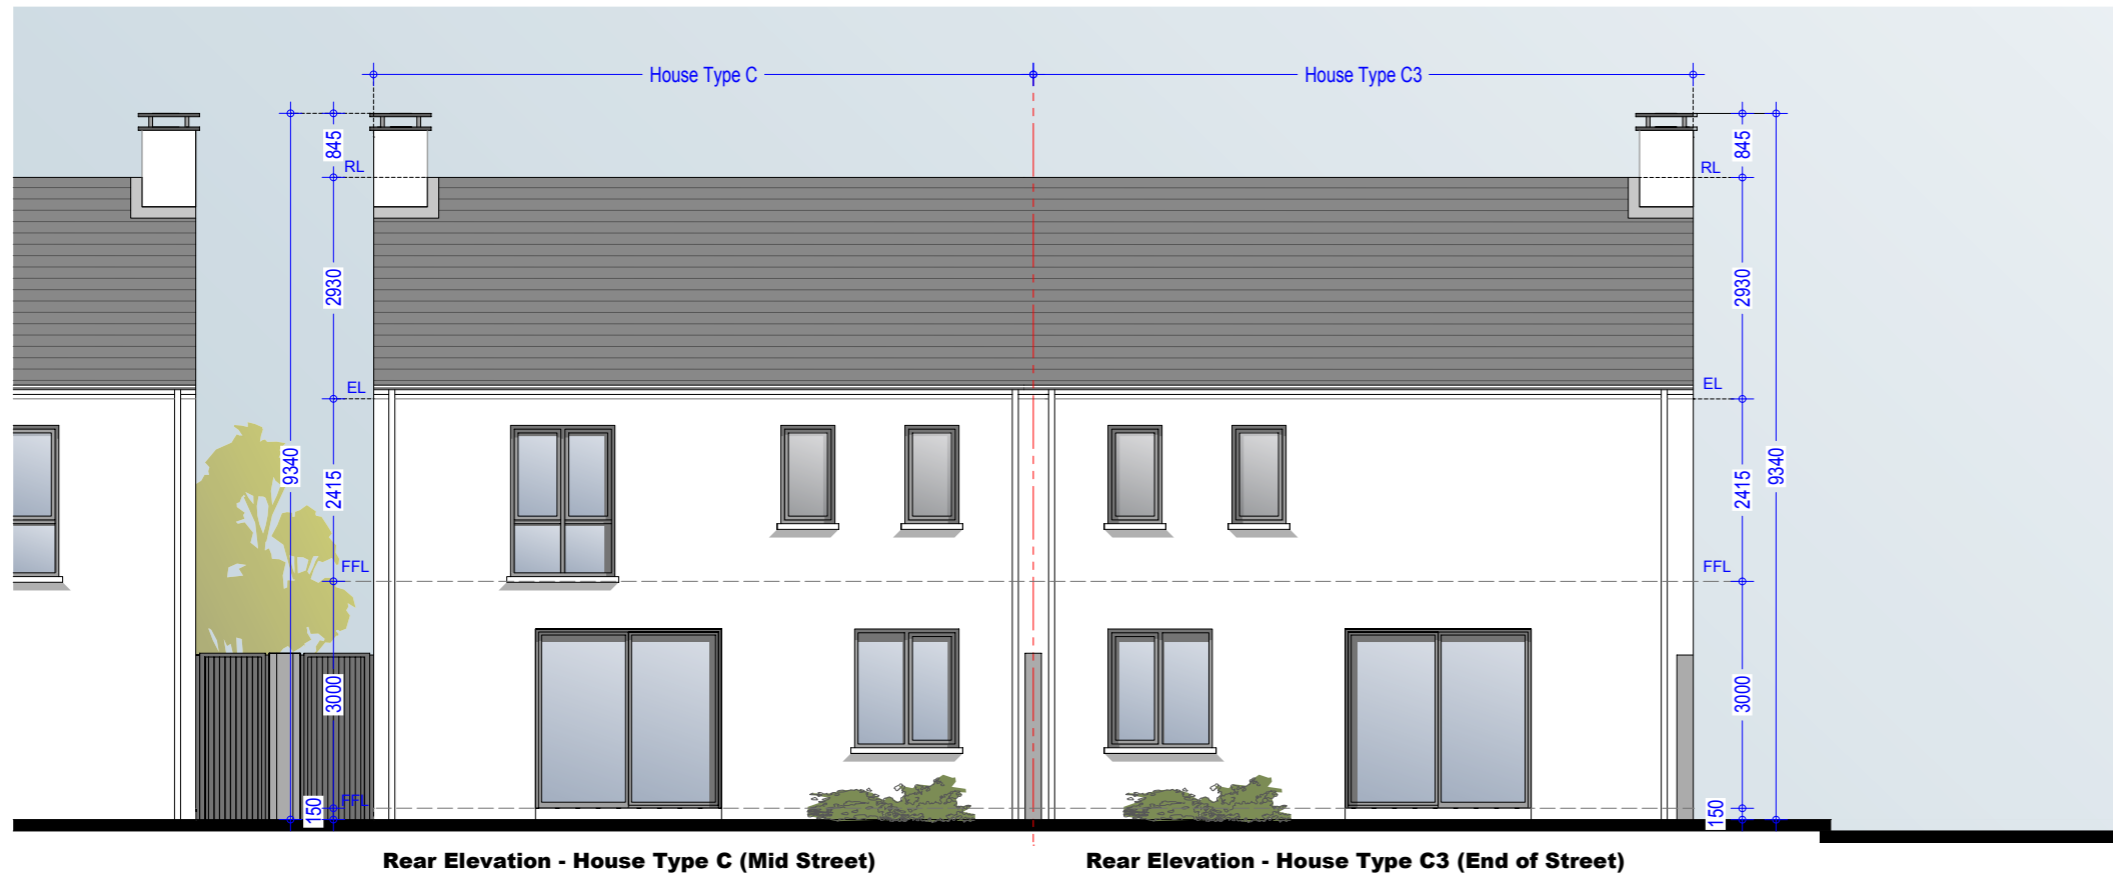 House Type C House Type C3
845 845
RL RL
2930 2930
EL EL
9340 2415 2415 9340
FFL FFL
3000 3000
150 FFL 150
Rear Elevation - House Type C (Mid Street) Rear Elevation - House Type C3 (End of Street)